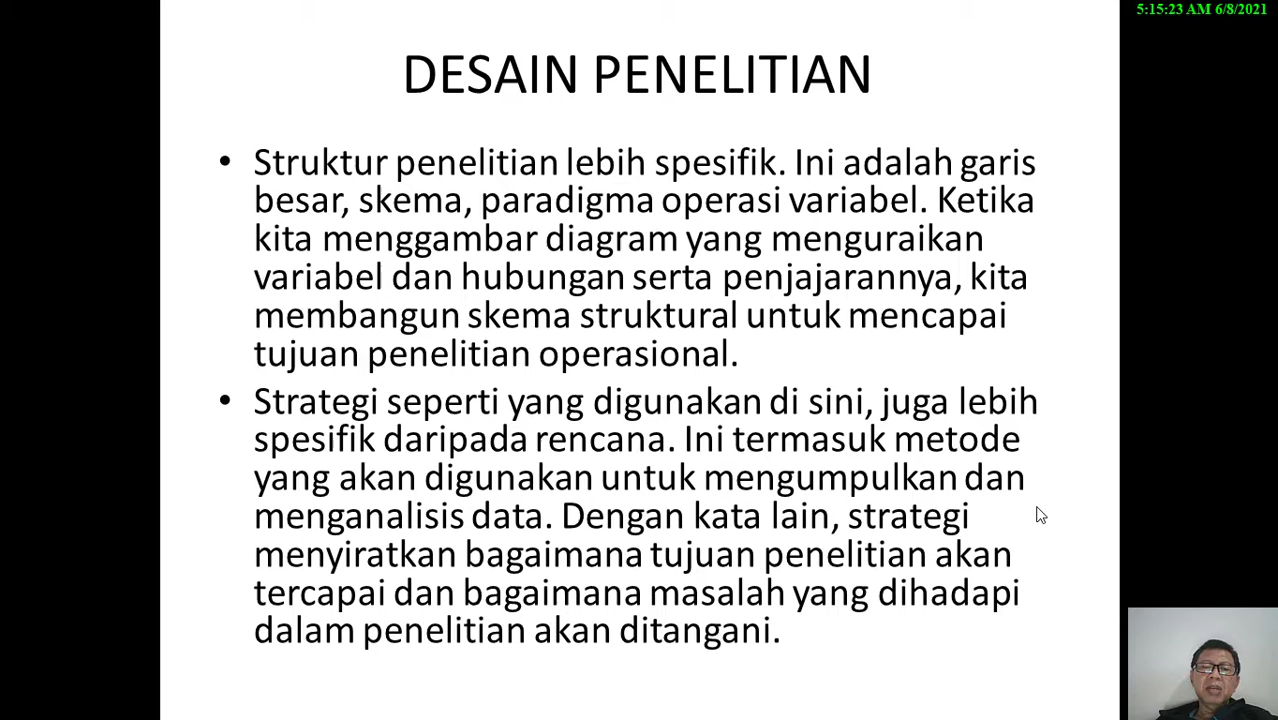 5:15:23 AM 6/8/2021
DESAIN PENELITIAN
• Struktur penelitian lebih spesifik. Ini adalah garis
besar, skema, paradigma operasi variabel. Ketika
kita menggambar diagram yang menguraikan
variabel dan hubungan serta penjajarannya, kita
membangun skema struktural untuk mencapai
tujuan penelitian operasional.
• Strategi seperti yang digunakan di sini, juga lebih
spesifik daripada rencana. Ini termasuk metode
yang akan digunakan untuk mengumpulkan dan
menganalisis data. Dengan kata lain, strategi
menyiratkan bagaimana tujuan penelitian akan
tercapai dan bagaimana masalah yang dihadapi
dalam penelitian akan ditangani.